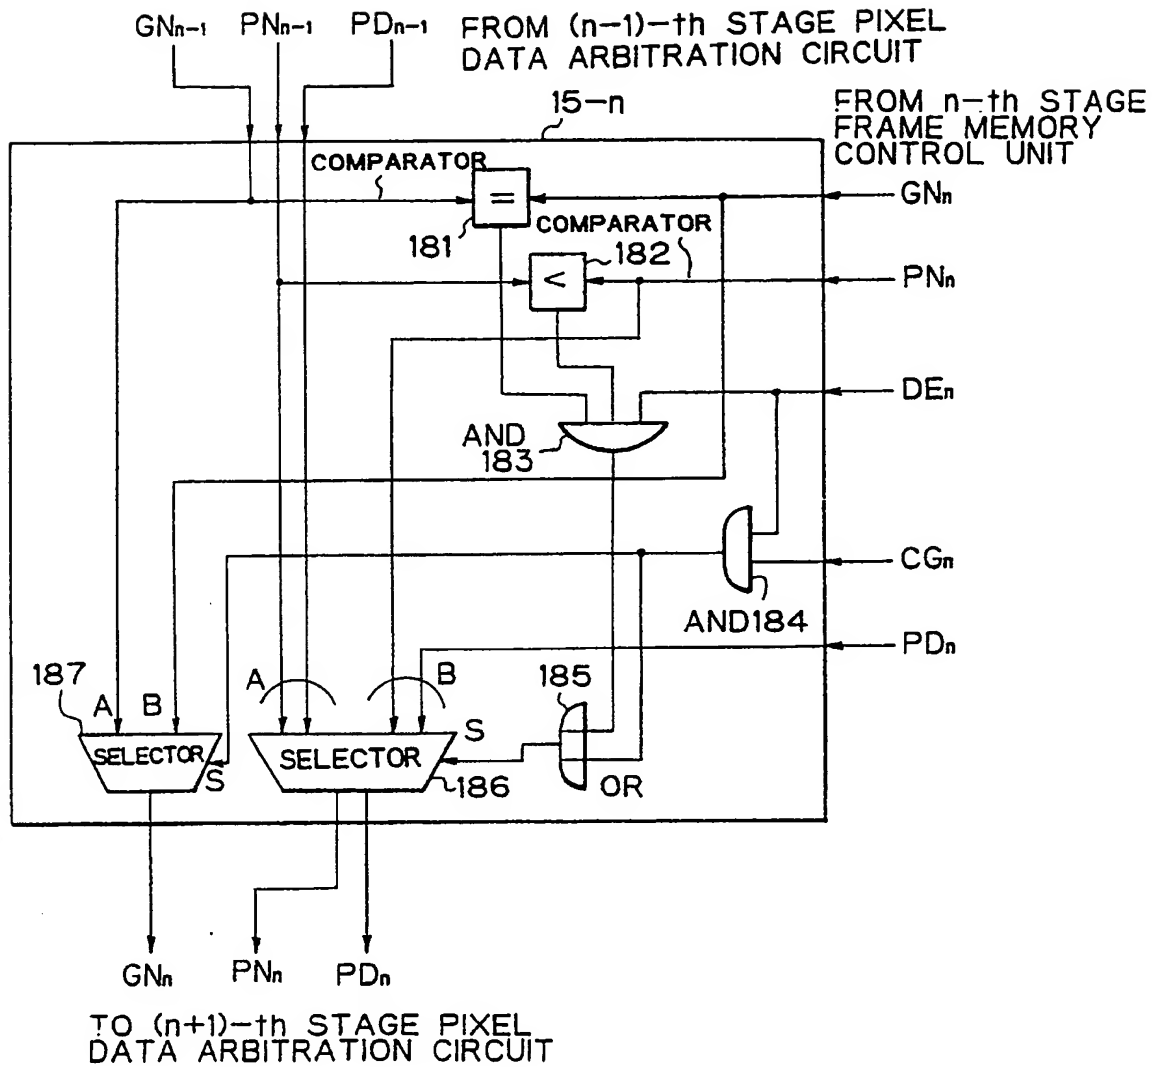 GNn-1 PNn-1 PDn-1 FROM (n-1)-th STAGE PIXEL
DATA ARBITRATION CIRCUIT
15-n
FROM n-th STAGE
FRAME MEMORY
CONTROL UNIT
COMPARATOR
=
GNn
181
COMPARATOR
182
<
PNn
DEn
AND
183
CGn
AND184
PDn
187
A B
A B
185
S
SELECTOR
S
SELECTOR
186
OR
GNn PNn PDn
TO (n+1)-th STAGE PIXEL
DATA ARBITRATION CIRCUIT